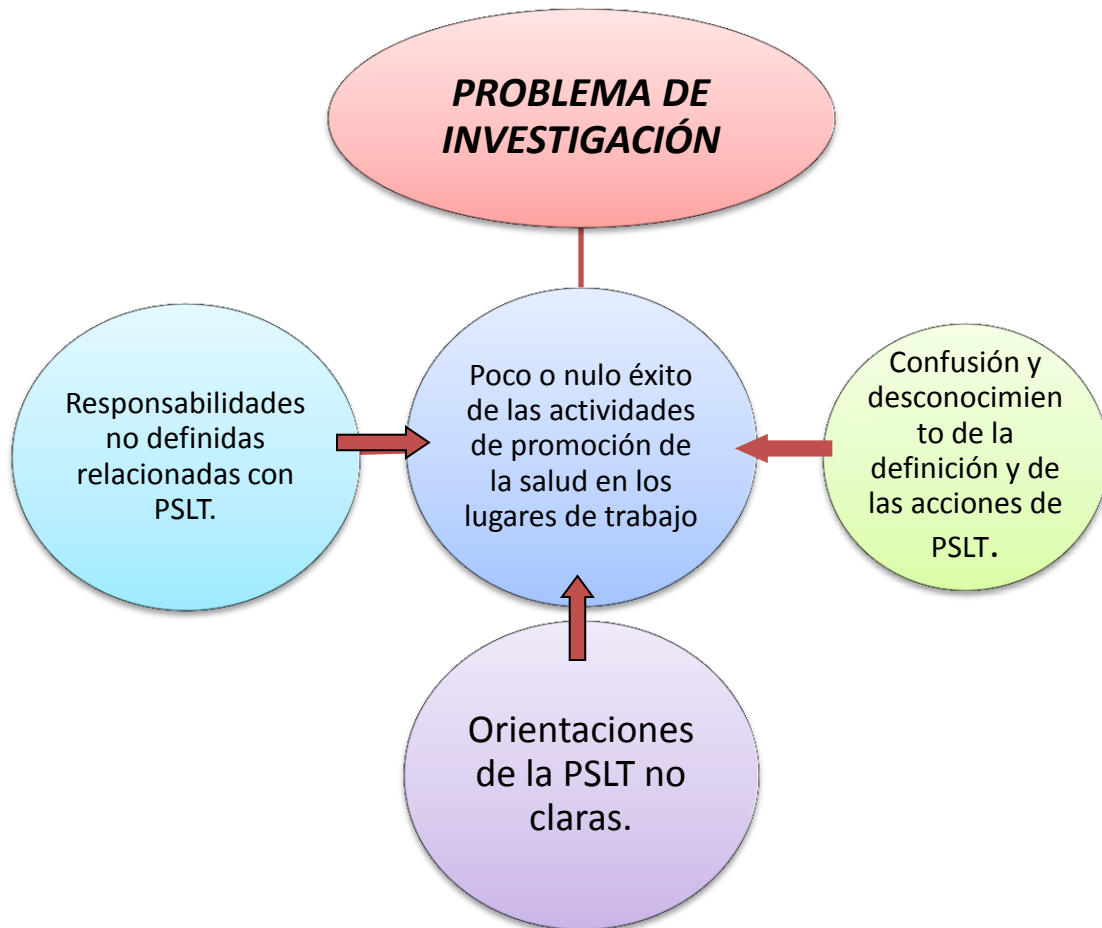 PROBLEMA DE
INVESTIGACIÓN
Responsabilidades
no definidas
relacionadas con
PSLT.
Poco o nulo éxito
de las actividades
de promoción de
la salud en los
lugares de trabajo
Confusión y
desconocimien
to de la
definición y de
las acciones de
PSLT.
Orientaciones
de la PSLT no
claras.